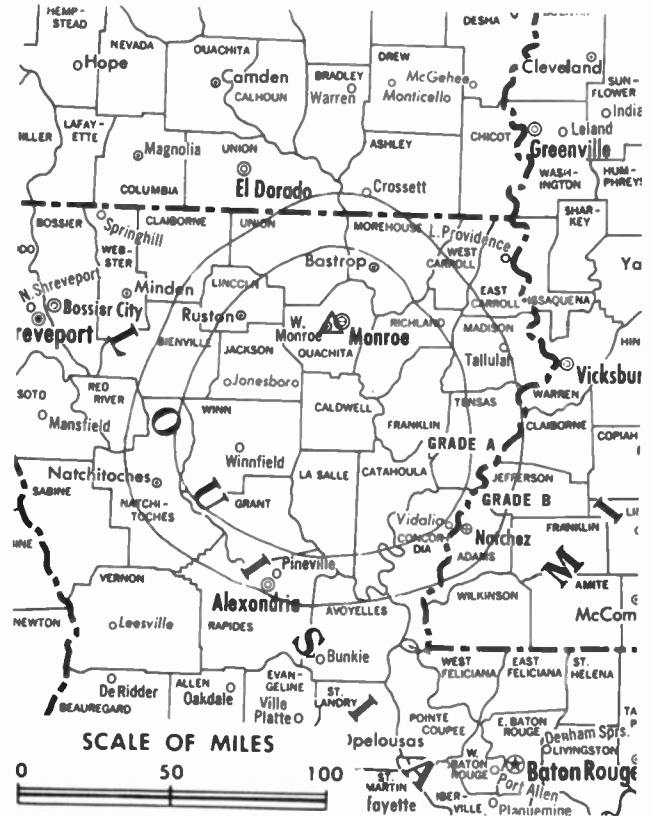 HEMP-
STEAD
DESHA
NEVADA
OUACHITA
DREW
Hope
Camden
BRADLEY
McGehee
Cleveland
CALHOUN
Warren
Monticello
SUN-
FLOWER
LAFAY-
ETTE
ASHLEY
CHICOT
Leland
Magnolia
UNION
Greenville
El Dorado
WASH-
INGTON
HUM-
PHREYS
COLUMBIA
Crossett
BOSSIER
Springhill
CLAIBORNE
UNION
MOREHOUSE
L. Providence
SHAR-
KEY
WEB-
STER
WEST
CARROLL
Bastrop
N. Shreveport
Minden
LINCOLN
EAST
CARROLL
ISSAQUENA
Bossier City
Ruston
W.
Monroe
Monroe
RICHLAND
MADISON
reveport
L
BIENVILLE
JACKSON
OUACHITA
Tallulah
Vicksbur
RED
RIVER
Jonesboro
WARREN
SOTO
Mansfield
O
WINN
CALDWELL
TENSAS
FRANKLIN
CLAIBORNE
COPIAH
GRADE A
Winnfield
Natchitoches
LA SALLE
CATAHOULA
SABINE
U
JEFFERSON
NATCHI-
TOCHES
GRANT
GRADE B
Vidalia
Natchez
FRANKLIN
I
CONCOR-
DIA
ADAMS
I
Pineville
M
VERNON
AMITE
Alexandria
AVOYELLES
WILKINSON
McCom
NEWTON
Leesville
RAPIDES
S
Bunkie
WEST
FELICIANA
EAST
FELICIANA
ST.
HELENA
De Ridder
ALLEN
Oakdale
EVAN-
GELINE
ST.
LANDRY
BEAUREGARD
Ville
Platte
I
POINTE
COUPEE
E. BATON
ROUGE
Denham Sprs.
LIVINGSTON
SCALE OF MILES
opelousas
W.
BATON
ROUGE
Baton Rouge
0 50 100
A
Port Allen
ST.
MARTIN
fayette
IBER-
VILLE
Plaquemine